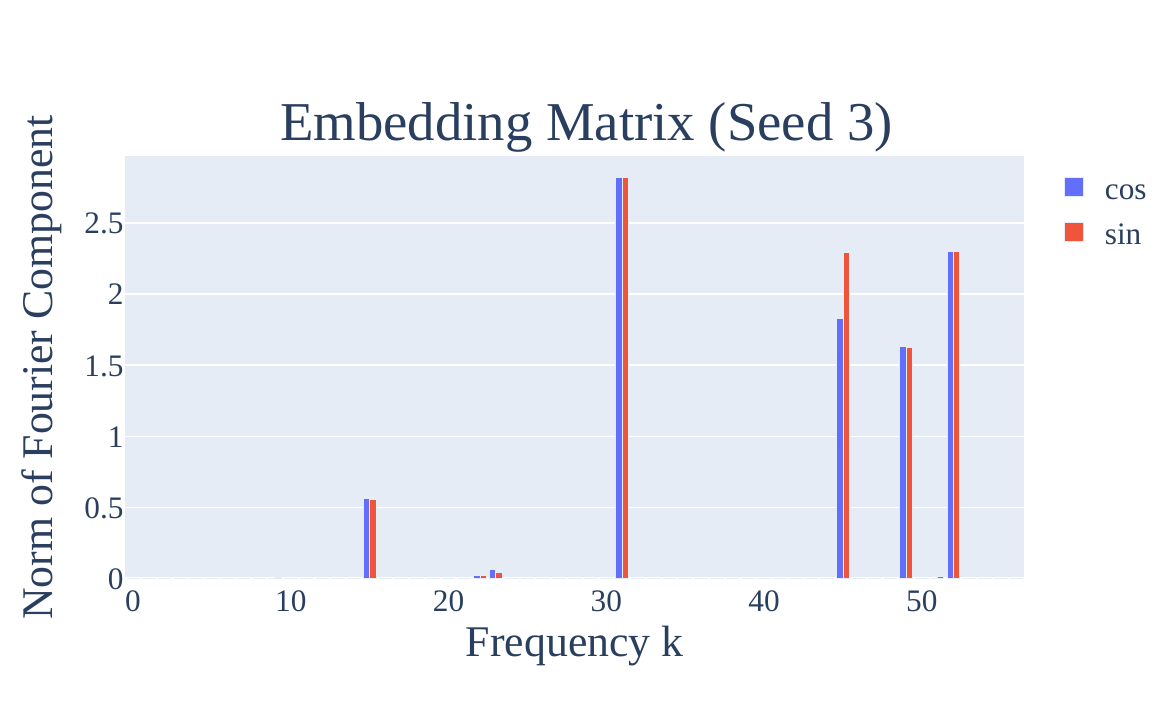 Embedding Matrix (Seed 3)
Norm of Fourier Component
2.5
2
1.5
1
0.5
0
0 10 20 30 40 50
Frequency k
cos
sin